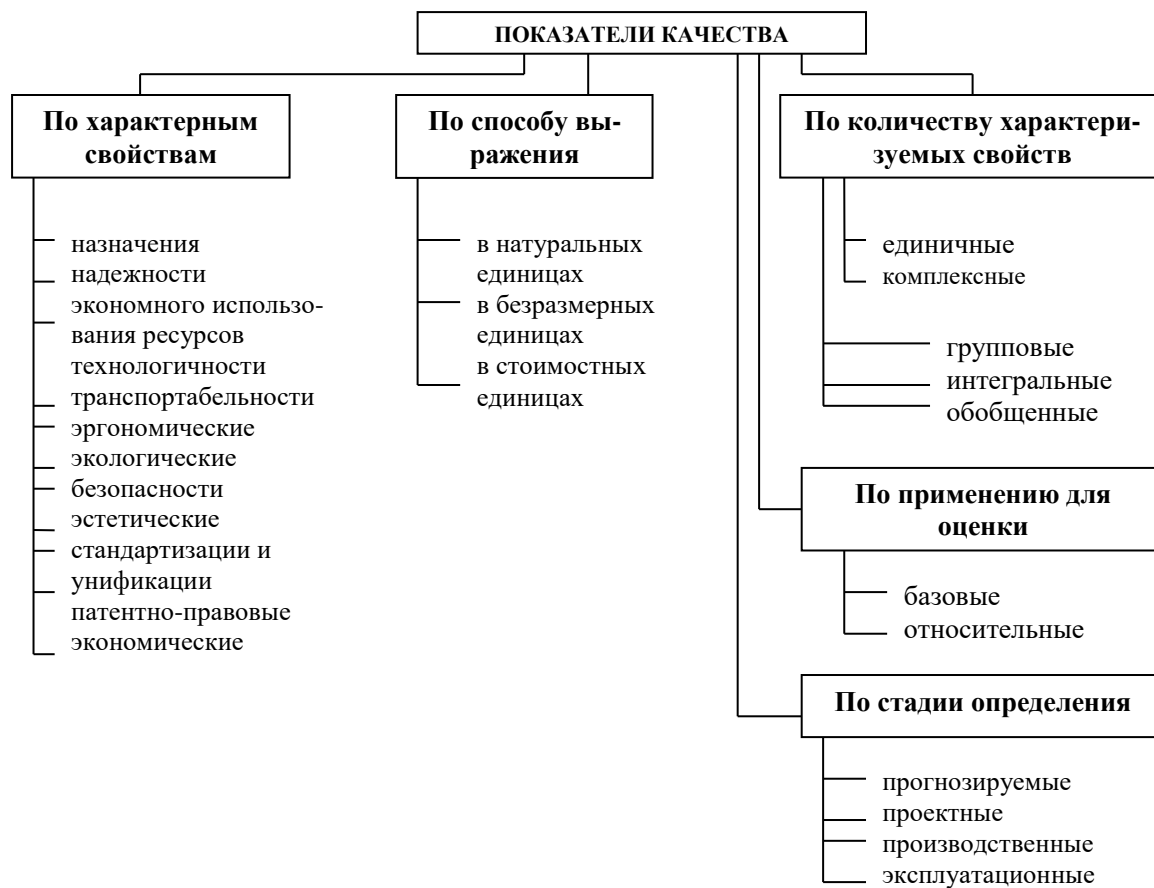 ПОКАЗАТЕЛИ КАЧЕСТВА
По характерным
свойствам
назначения
надежности
экономного использо-
вания ресурсов
технологичности
транспортабельности
эргономические
экологические
безопасности
эстетические
стандартизации и
унификации
патентно-правовые
экономические
По способу вы-
ражения
в натуральных
единицах
в безразмерных
единицах
в стоимостных
единицах
По количеству характери-
зуемых свойств
единичные
комплексные
групповые
интегральные
обобщенные
По применению для
оценки
базовые
относительные
По стадии определения
прогнозируемые
проектные
производственные
эксплуатационные